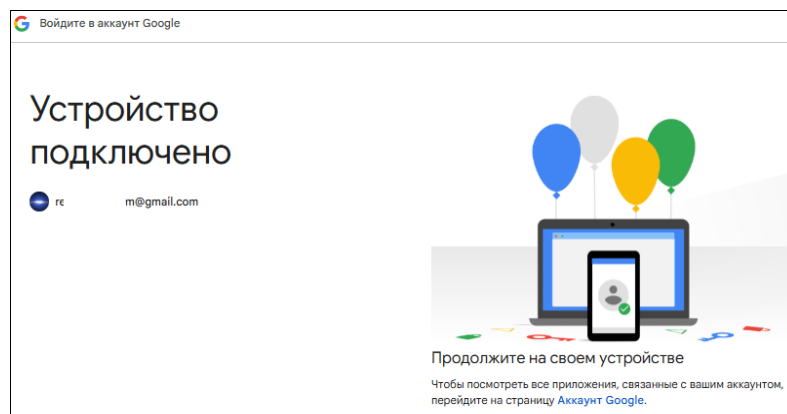 Войдите в аккаунт Google
Устройство
подключено
re m@gmail.com
Продолжите на своем устройстве
Чтобы посмотреть все приложения, связанные с вашим аккаунтом,
перейдите на страницу Аккаунт Google.